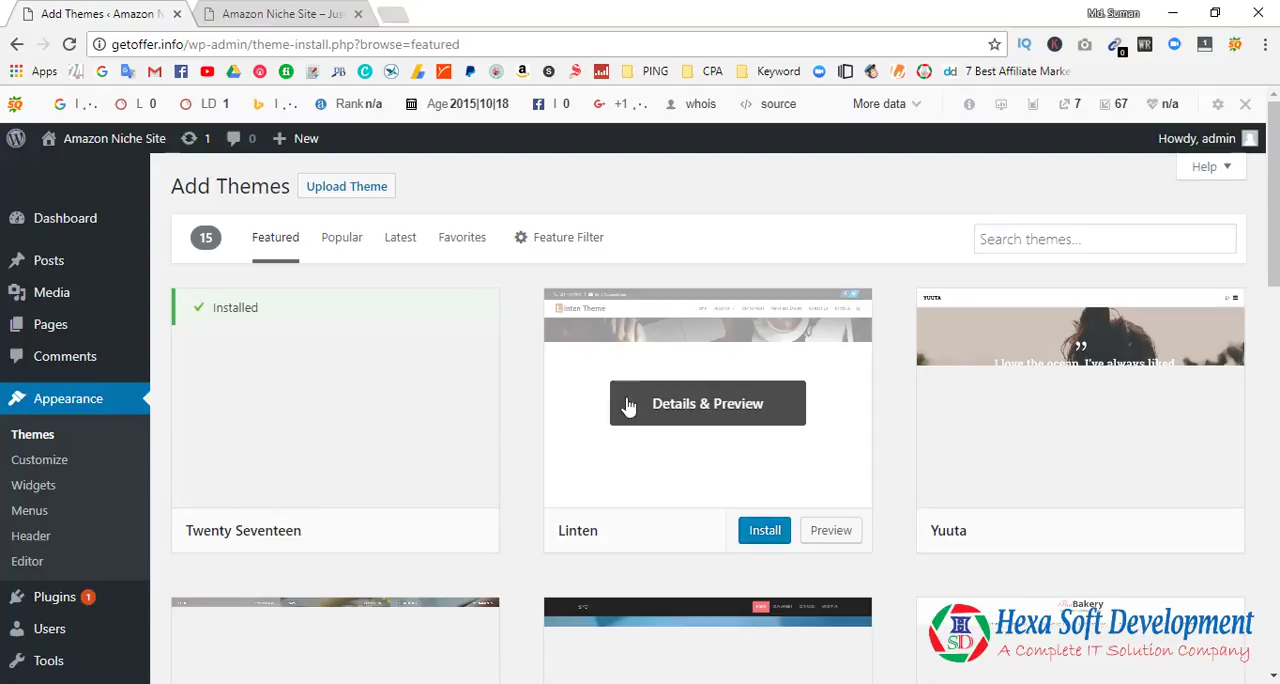 Add Themes ‹ Amazon N
Amazon Niche Site – Jus
Md. Suman
getoffer.info/wp-admin/theme-install.php?browse=featured
Apps
PING
CPA
Keyword
7 Best Affiliate Marke
L 0
LD 1
Rank n/a
Age 2015|10|18
I 0
+1
whois
source
More data
7
67
n/a
Amazon Niche Site
1
0
New
Howdy, admin
Help
Dashboard
Posts
Media
Pages
Comments
Appearance
Themes
Customize
Widgets
Menus
Header
Editor
Plugins 1
Users
Tools
Add Themes
Upload Theme
15
Featured
Popular
Latest
Favorites
Feature Filter
Search themes...
Installed
Twenty Seventeen
Linten Theme
Details & Preview
Linten
Install
Preview
YUUTA
I love the ocean. I've always liked
Yuuta
Bakery
HSD
Hexa Soft Development
A Complete IT Solution Company